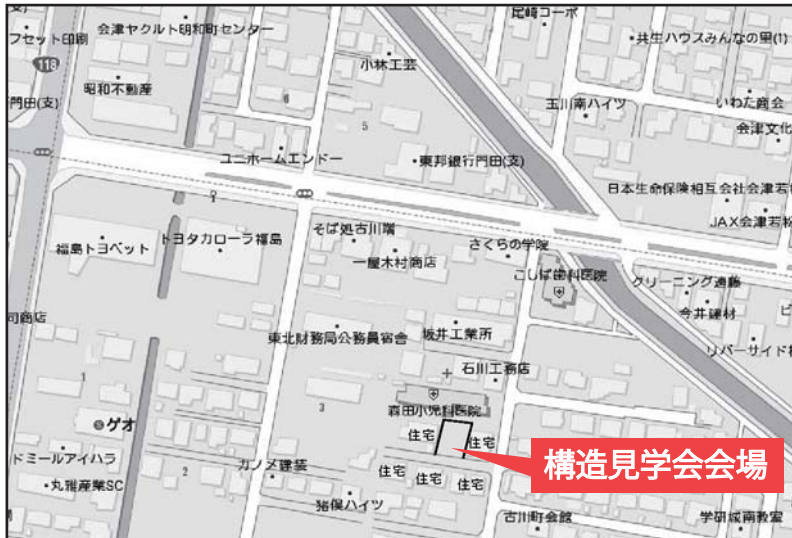 尾崎コーポ
会津ヤクルト明和町センター
フセット印刷
共生ハウスみんなの里(1)
118
小林工芸
昭和不動産
門田(支)
6
玉川南ハイツ
いわた商会
会津文化
5
ユニホームエンドー
東邦銀行門田(支)
日本生命保険相互会社会津若
JAX会津若松
そば処古川端
さくらの学院
福島トヨペット
トヨタカローラ福島
一屋木村商店
こしば歯科医院
クリーニング遠藤
今井建材
司商店
東北財務局公務員宿舎
坂井工業所
リバーサイド
石川工務店
1
3
森田小児科医院
ゲオ
住宅
住宅
ドミールアイハラ
2
カノメ建装
住宅
住宅
住宅
構造見学会会場
丸雅産業SC
猪俣ハイツ
古川町会館
学研城南教室